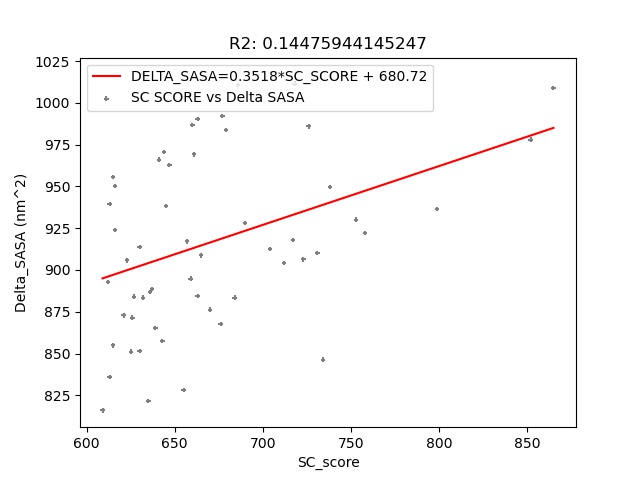 R2: 0.14475944145247
DELTA_SASA=0.3518*SC_SCORE + 680.72
SC SCORE vs Delta SASA
Delta_SASA (nm^2)
1025
1000
975
950
925
900
875
850
825
600 650 700 750 800 850
SC_score